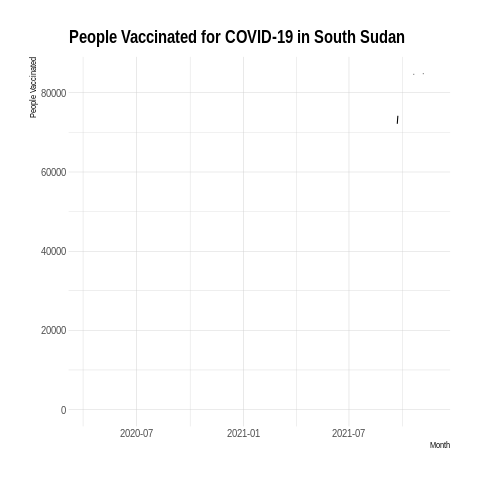 People Vaccinated for COVID-19 in South Sudan
People Vaccinated
80000
60000
40000
20000
0
2020-07 2021-01 2021-07
Month